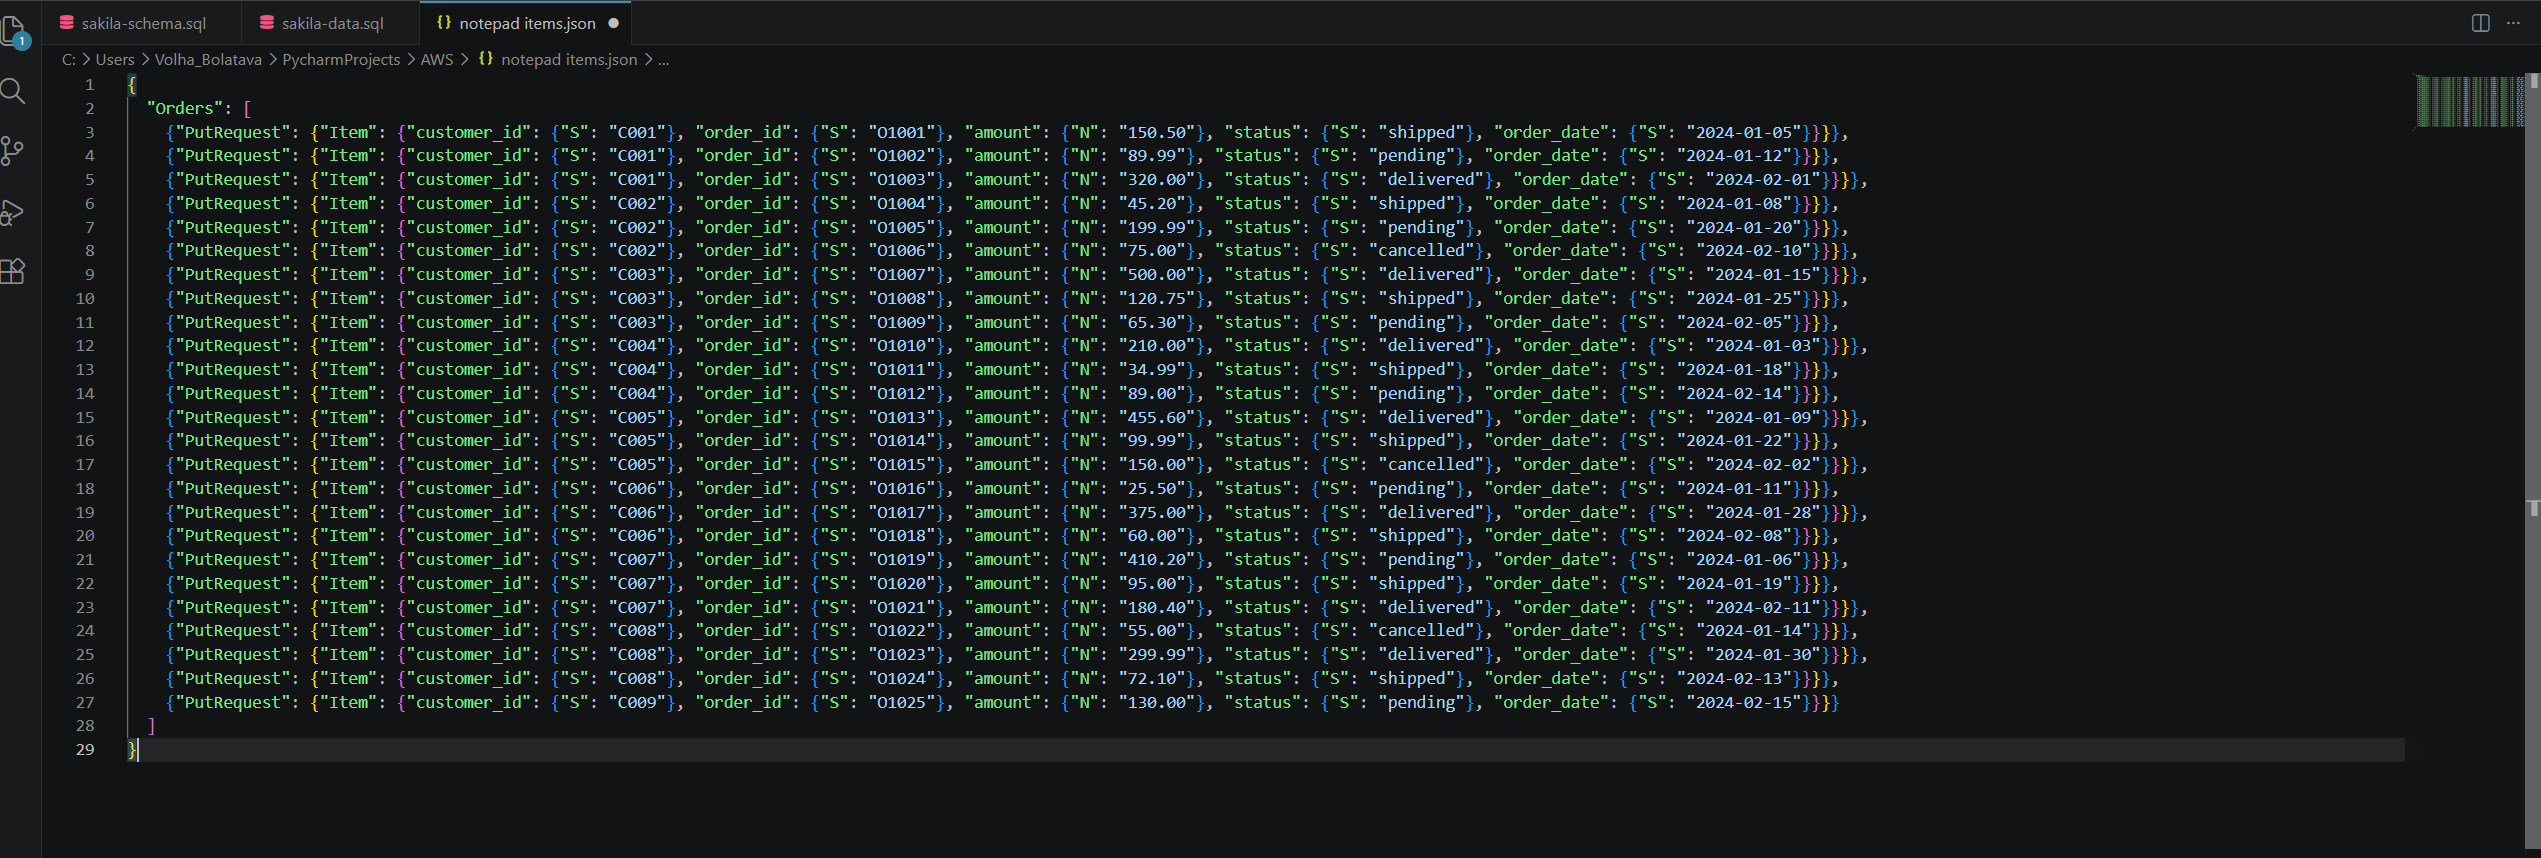 sakila-schema.sql sakila-data.sql {} notepad items.json ● ···
1
C: > Users > Volha_Bolatava > PycharmProjects > AWS > {} notepad items.json > ...
1 {
2 "Orders": [
3 {"PutRequest": {"Item": {"customer_id": {"S": "C001"}, "order_id": {"S": "O1001"}, "amount": {"N": "150.50"}, "status": {"S": "shipped"}, "order_date": {"S": "2024-01-05"}}}},
4 {"PutRequest": {"Item": {"customer_id": {"S": "C001"}, "order_id": {"S": "O1002"}, "amount": {"N": "89.99"}, "status": {"S": "pending"}, "order_date": {"S": "2024-01-12"}}}},
5 {"PutRequest": {"Item": {"customer_id": {"S": "C001"}, "order_id": {"S": "O1003"}, "amount": {"N": "320.00"}, "status": {"S": "delivered"}, "order_date": {"S": "2024-02-01"}}}},
6 {"PutRequest": {"Item": {"customer_id": {"S": "C002"}, "order_id": {"S": "O1004"}, "amount": {"N": "45.20"}, "status": {"S": "shipped"}, "order_date": {"S": "2024-01-08"}}}},
7 {"PutRequest": {"Item": {"customer_id": {"S": "C002"}, "order_id": {"S": "O1005"}, "amount": {"N": "199.99"}, "status": {"S": "pending"}, "order_date": {"S": "2024-01-20"}}}},
8 {"PutRequest": {"Item": {"customer_id": {"S": "C002"}, "order_id": {"S": "O1006"}, "amount": {"N": "75.00"}, "status": {"S": "cancelled"}, "order_date": {"S": "2024-02-10"}}}},
9 {"PutRequest": {"Item": {"customer_id": {"S": "C003"}, "order_id": {"S": "O1007"}, "amount": {"N": "500.00"}, "status": {"S": "delivered"}, "order_date": {"S": "2024-01-15"}}}},
10 {"PutRequest": {"Item": {"customer_id": {"S": "C003"}, "order_id": {"S": "O1008"}, "amount": {"N": "120.75"}, "status": {"S": "shipped"}, "order_date": {"S": "2024-01-25"}}}},
11 {"PutRequest": {"Item": {"customer_id": {"S": "C003"}, "order_id": {"S": "O1009"}, "amount": {"N": "65.30"}, "status": {"S": "pending"}, "order_date": {"S": "2024-02-05"}}}},
12 {"PutRequest": {"Item": {"customer_id": {"S": "C004"}, "order_id": {"S": "O1010"}, "amount": {"N": "210.00"}, "status": {"S": "delivered"}, "order_date": {"S": "2024-01-03"}}}},
13 {"PutRequest": {"Item": {"customer_id": {"S": "C004"}, "order_id": {"S": "O1011"}, "amount": {"N": "34.99"}, "status": {"S": "shipped"}, "order_date": {"S": "2024-01-18"}}}},
14 {"PutRequest": {"Item": {"customer_id": {"S": "C004"}, "order_id": {"S": "O1012"}, "amount": {"N": "89.00"}, "status": {"S": "pending"}, "order_date": {"S": "2024-02-14"}}}},
15 {"PutRequest": {"Item": {"customer_id": {"S": "C005"}, "order_id": {"S": "O1013"}, "amount": {"N": "455.60"}, "status": {"S": "delivered"}, "order_date": {"S": "2024-01-09"}}}},
16 {"PutRequest": {"Item": {"customer_id": {"S": "C005"}, "order_id": {"S": "O1014"}, "amount": {"N": "99.99"}, "status": {"S": "shipped"}, "order_date": {"S": "2024-01-22"}}}},
17 {"PutRequest": {"Item": {"customer_id": {"S": "C005"}, "order_id": {"S": "O1015"}, "amount": {"N": "150.00"}, "status": {"S": "cancelled"}, "order_date": {"S": "2024-02-02"}}}},
18 {"PutRequest": {"Item": {"customer_id": {"S": "C006"}, "order_id": {"S": "O1016"}, "amount": {"N": "25.50"}, "status": {"S": "pending"}, "order_date": {"S": "2024-01-11"}}}},
19 {"PutRequest": {"Item": {"customer_id": {"S": "C006"}, "order_id": {"S": "O1017"}, "amount": {"N": "375.00"}, "status": {"S": "delivered"}, "order_date": {"S": "2024-01-28"}}}},
20 {"PutRequest": {"Item": {"customer_id": {"S": "C006"}, "order_id": {"S": "O1018"}, "amount": {"N": "60.00"}, "status": {"S": "shipped"}, "order_date": {"S": "2024-02-08"}}}},
21 {"PutRequest": {"Item": {"customer_id": {"S": "C007"}, "order_id": {"S": "O1019"}, "amount": {"N": "410.20"}, "status": {"S": "pending"}, "order_date": {"S": "2024-01-06"}}}},
22 {"PutRequest": {"Item": {"customer_id": {"S": "C007"}, "order_id": {"S": "O1020"}, "amount": {"N": "95.00"}, "status": {"S": "shipped"}, "order_date": {"S": "2024-01-19"}}}},
23 {"PutRequest": {"Item": {"customer_id": {"S": "C007"}, "order_id": {"S": "O1021"}, "amount": {"N": "180.40"}, "status": {"S": "delivered"}, "order_date": {"S": "2024-02-11"}}}},
24 {"PutRequest": {"Item": {"customer_id": {"S": "C008"}, "order_id": {"S": "O1022"}, "amount": {"N": "55.00"}, "status": {"S": "cancelled"}, "order_date": {"S": "2024-01-14"}}}},
25 {"PutRequest": {"Item": {"customer_id": {"S": "C008"}, "order_id": {"S": "O1023"}, "amount": {"N": "299.99"}, "status": {"S": "delivered"}, "order_date": {"S": "2024-01-30"}}}},
26 {"PutRequest": {"Item": {"customer_id": {"S": "C008"}, "order_id": {"S": "O1024"}, "amount": {"N": "72.10"}, "status": {"S": "shipped"}, "order_date": {"S": "2024-02-13"}}}},
27 {"PutRequest": {"Item": {"customer_id": {"S": "C009"}, "order_id": {"S": "O1025"}, "amount": {"N": "130.00"}, "status": {"S": "pending"}, "order_date": {"S": "2024-02-15"}}}}
28 ]
29 }